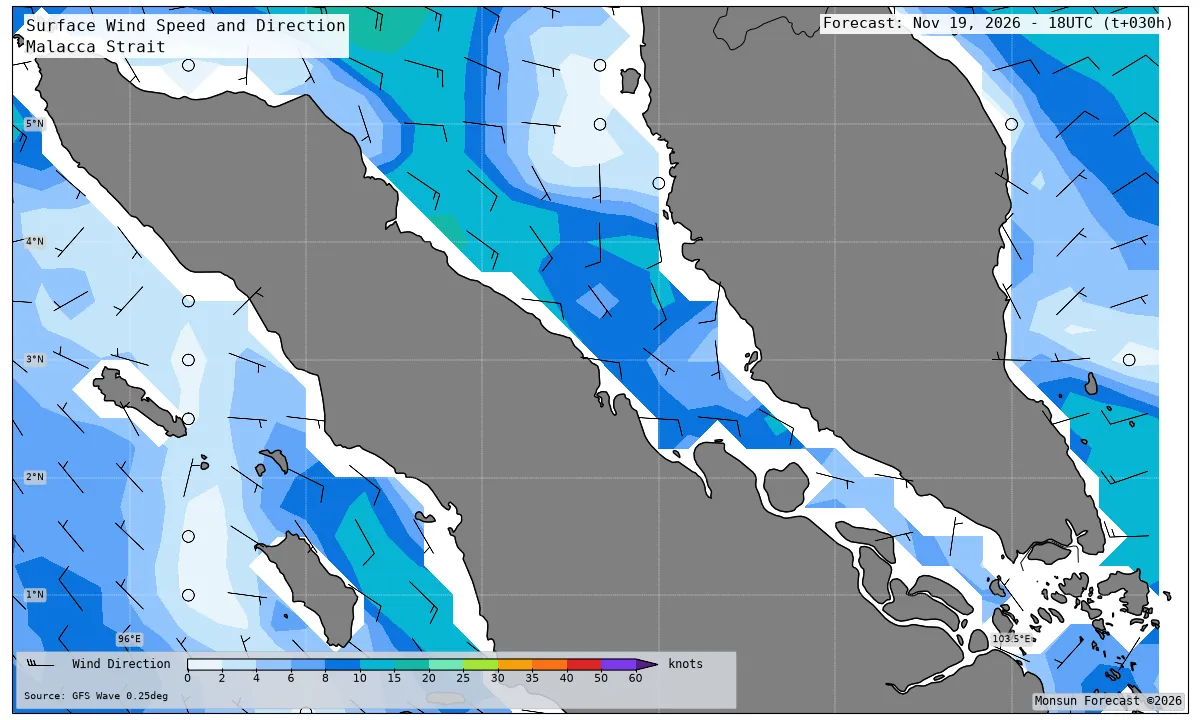 Surface Wind Speed and Direction
Malacca Strait
Forecast: Nov 19, 2026 - 18UTC (t+030h)
5°N
4°N
3°N
2°N
1°N
96°E
103.5°E
Wind Direction
knots
0 2 4 6 8 10 15 20 25 30 35 40 50 60
Source: GFS Wave 0.25deg
Monsun Forecast ©2026